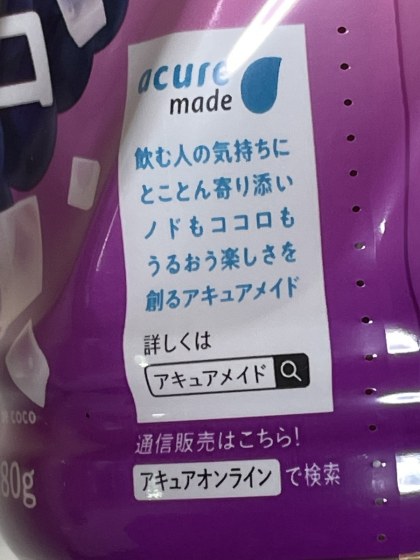 コ
acure
made
飲む人の気持ちに
とことん寄り添い
ノドもココロも
うるおう楽しさを
創るアキュアメイド
詳しくは
アキュアメイド
通信販売はこちら!
アキュアオンライン で検索
coco
80g